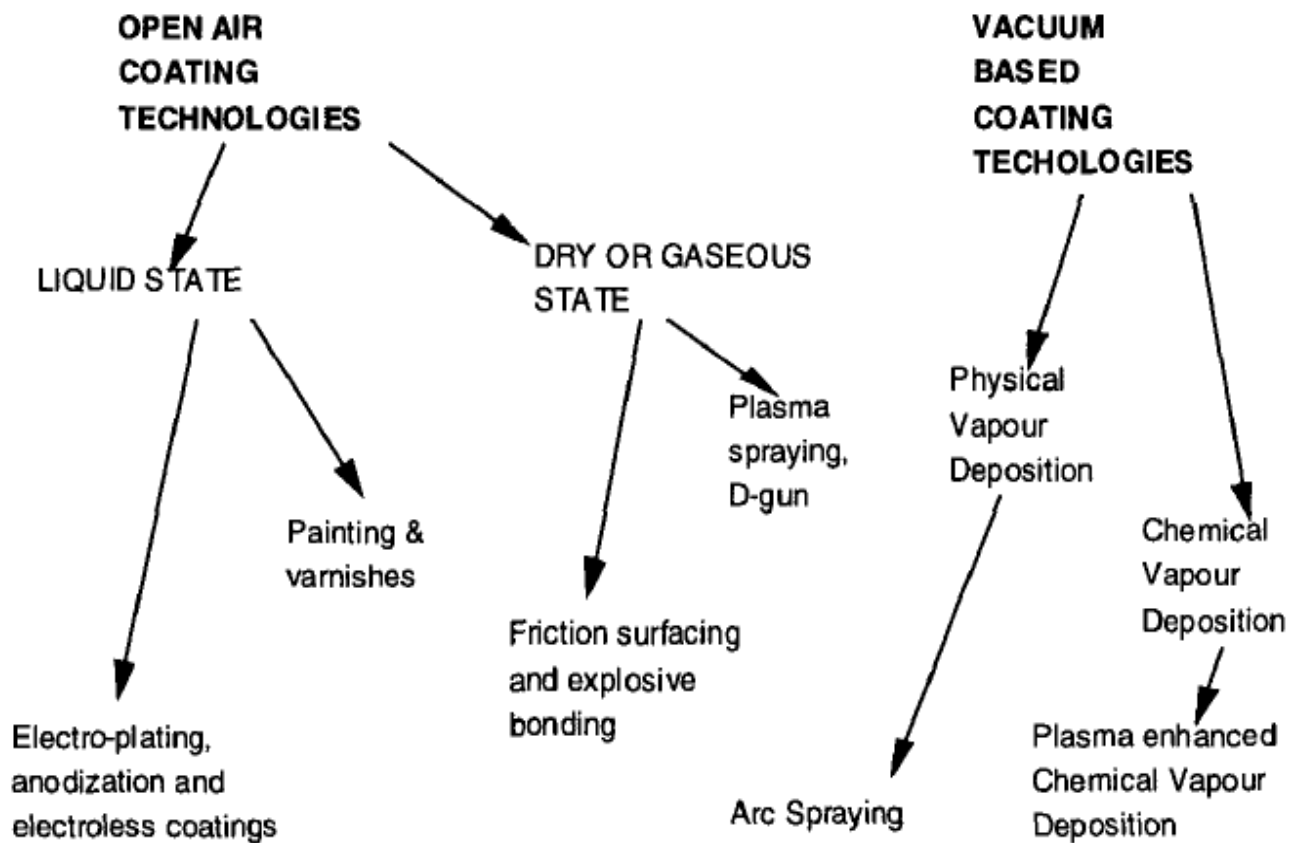 OPEN AIR
COATING
TECHNOLOGIES
VACUUM
BASED
COATING
TECHOLOGIES
LIQUID STATE
DRY OR GASEOUS
STATE
Physical
Vapour
Deposition
Plasma
spraying,
D-gun
Painting &
varnishes
Chemical
Vapour
Deposition
Friction surfacing
and explosive
bonding
Electro-plating,
anodization and
electroless coatings
Arc Spraying
Plasma enhanced
Chemical Vapour
Deposition